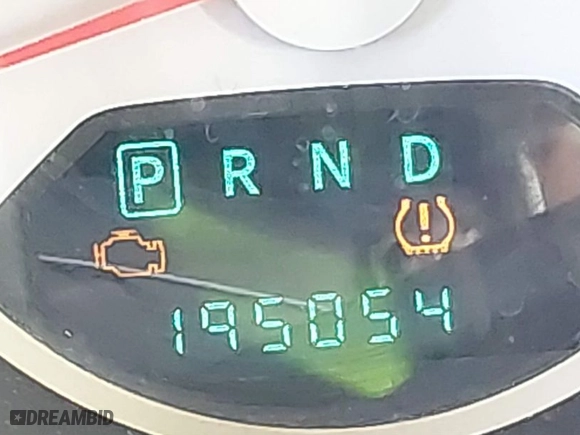 P R N D
195054
DREAMBID